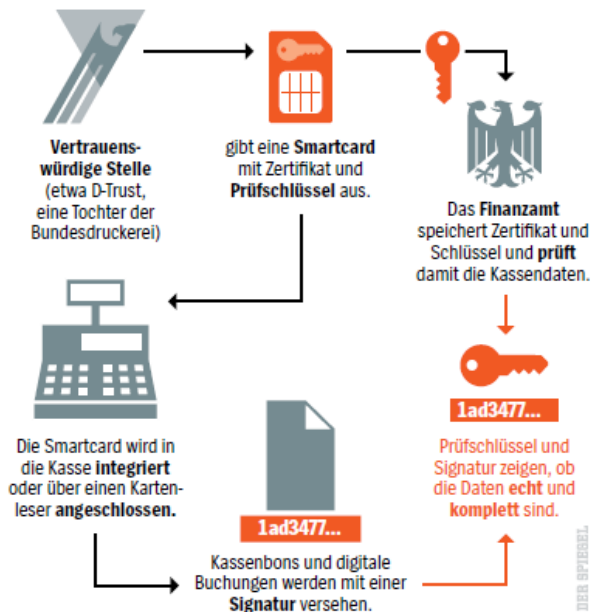 Vertrauens-
würdige Stelle
(etwa D-Trust,
eine Tochter der
Bundesdruckerei)
gibt eine Smartcard
mit Zertifikat und
Prüfschlüssel aus.
Das Finanzamt
speichert Zertifikat und
Schlüssel und prüft
damit die Kassendaten.
Die Smartcard wird in
die Kasse integriert
oder über einen Karten-
leser angeschlossen.
1ad3477...
Kassenbons und digitale
Buchungen werden mit einer
Signatur versehen.
1ad3477...
Prüfschlüssel und
Signatur zeigen, ob
die Daten echt und
komplett sind.
DER SPIEGEL